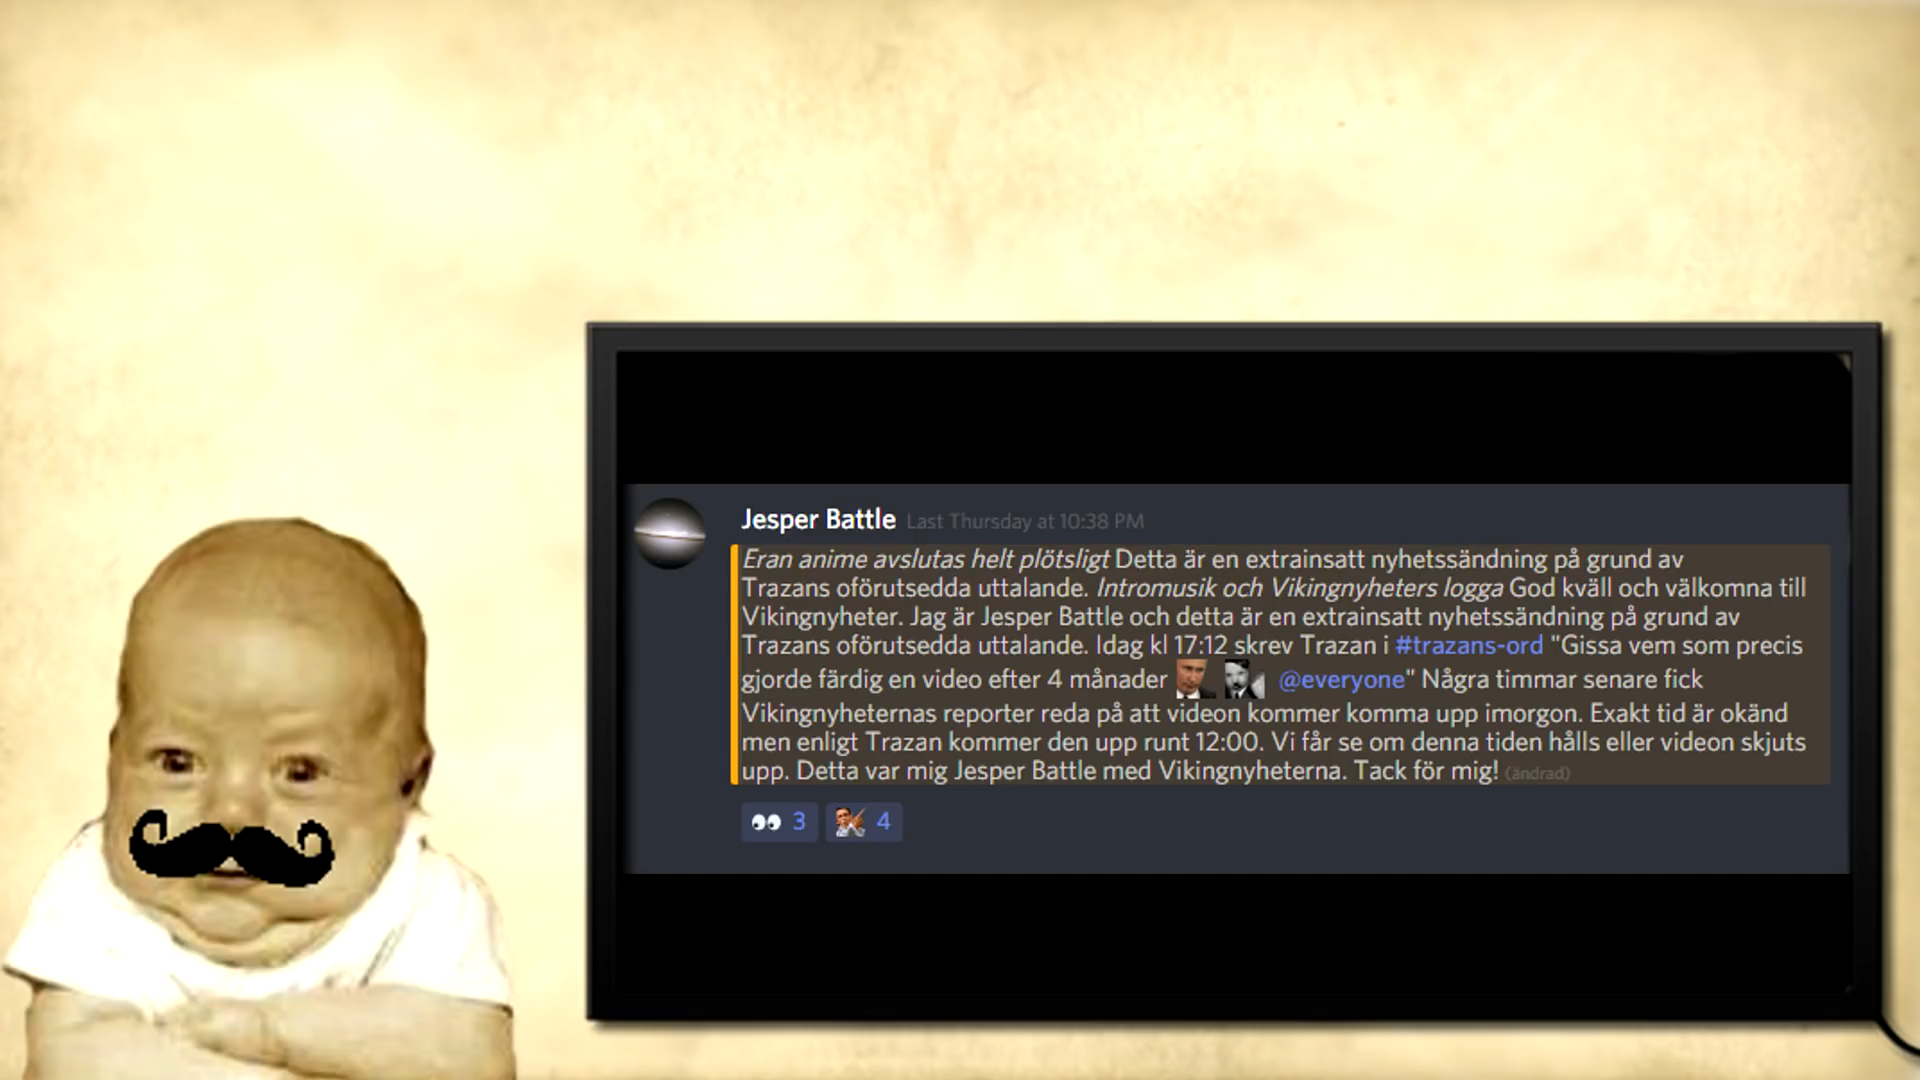 Jesper Battle Last Thursday at 10:38 PM
Eran anime avslutas helt plötsligt Detta är en extrainsatt nyhetssändning på grund av
Trazans oförutsedda uttalande. Intromusik och Vikingnyheters logga God kväll och välkomna till
Vikingnyheter. Jag är Jesper Battle och detta är en extrainsatt nyhetssändning på grund av
Trazans oförutsedda uttalande. Idag kl 17:12 skrev Trazan i #trazans-ord "Gissa vem som precis
gjorde färdig en video efter 4 månader @everyone" Några timmar senare fick
Vikingnyheternas reporter reda på att videon kommer komma upp imorgon. Exakt tid är okänd
men enligt Trazan kommer den upp runt 12:00. Vi får se om denna tiden hålls eller videon skjuts
upp. Detta var mig Jesper Battle med Vikingnyheterna. Tack för mig! (ändrad)
3 4